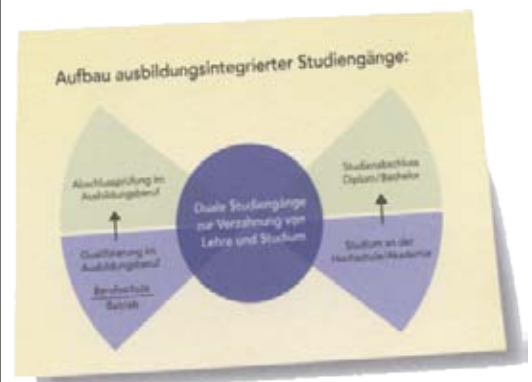 Aufbau ausbildungsintegrierter Studiengänge:
Abschlussprüfung im
Ausbildungsberuf
Qualifizierung im
Ausbildungsberuf
Berufsschule
Betrieb
Duale Studiengänge
zur Verzahnung von
Lehre und Studium
Studienabschluss
Diplom/Bachelor
Studium an der
Hochschule/Akademie